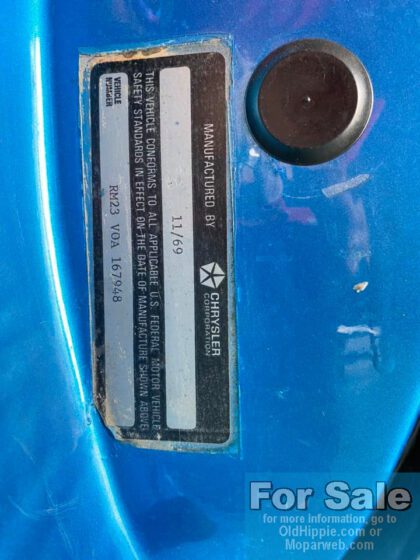 MANUFACTURED BY
CHRYSLER
CORPORATION
11/69
THIS VEHICLE CONFORMS TO ALL APPLICABLE U.S. FEDERAL MOTOR VEHICLE
SAFETY STANDARDS IN EFFECT ON THE DATE OF MANUFACTURE SHOWN ABOVE
VEHICLE
NUMBER
RM23 V0A 167948
For Sale
for more information, go to
OldHippie.com or
Moparweb.com